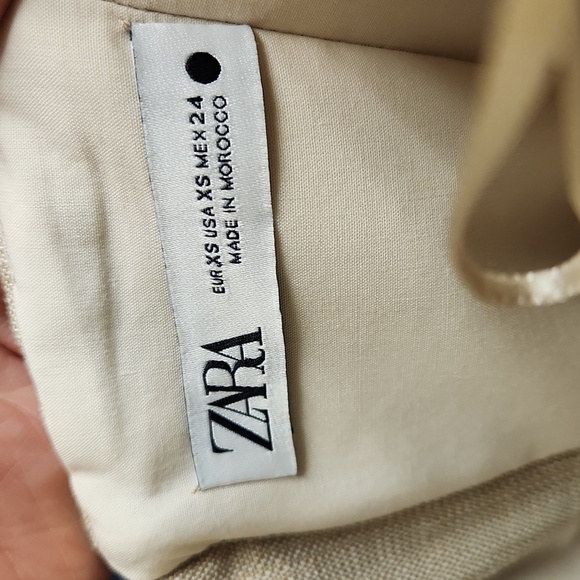 ZARA
EUR XS USA XS MEX 24
MADE IN MOROCCO